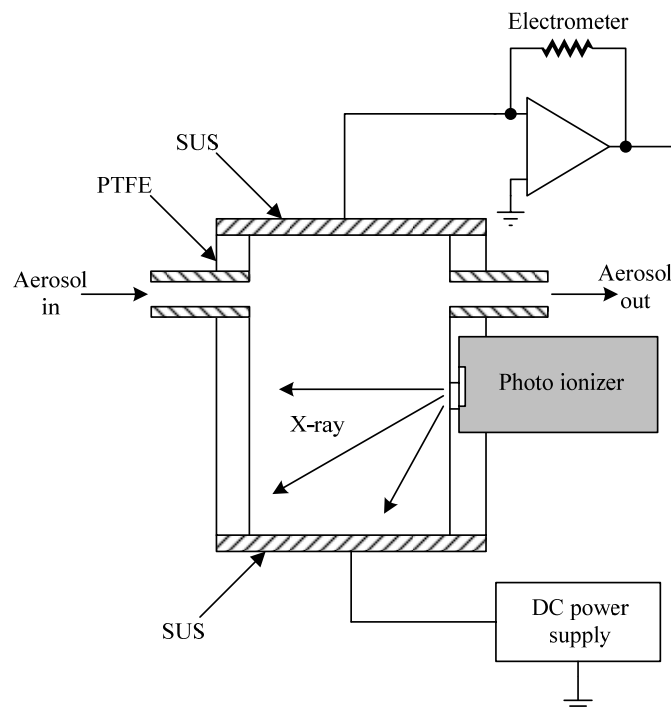 Electrometer
SUS
PTFE
Aerosol
in
Aerosol
out
Photo ionizer
X-ray
SUS
DC power
supply